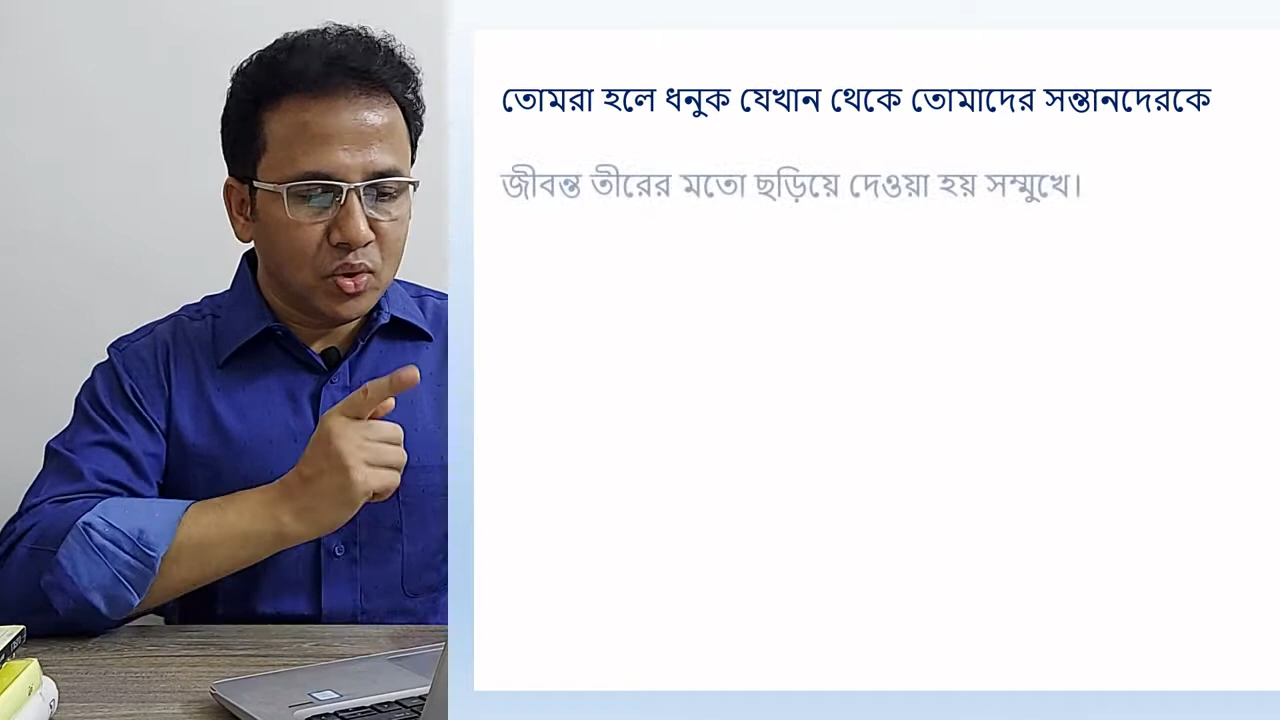 তোমরা হলে ধনুক যেখান থেকে তোমাদের সন্তানদেরকে
জীবন্ত তীরের মতো ছড়িয়ে দেওয়া হয় সম্মুখে।